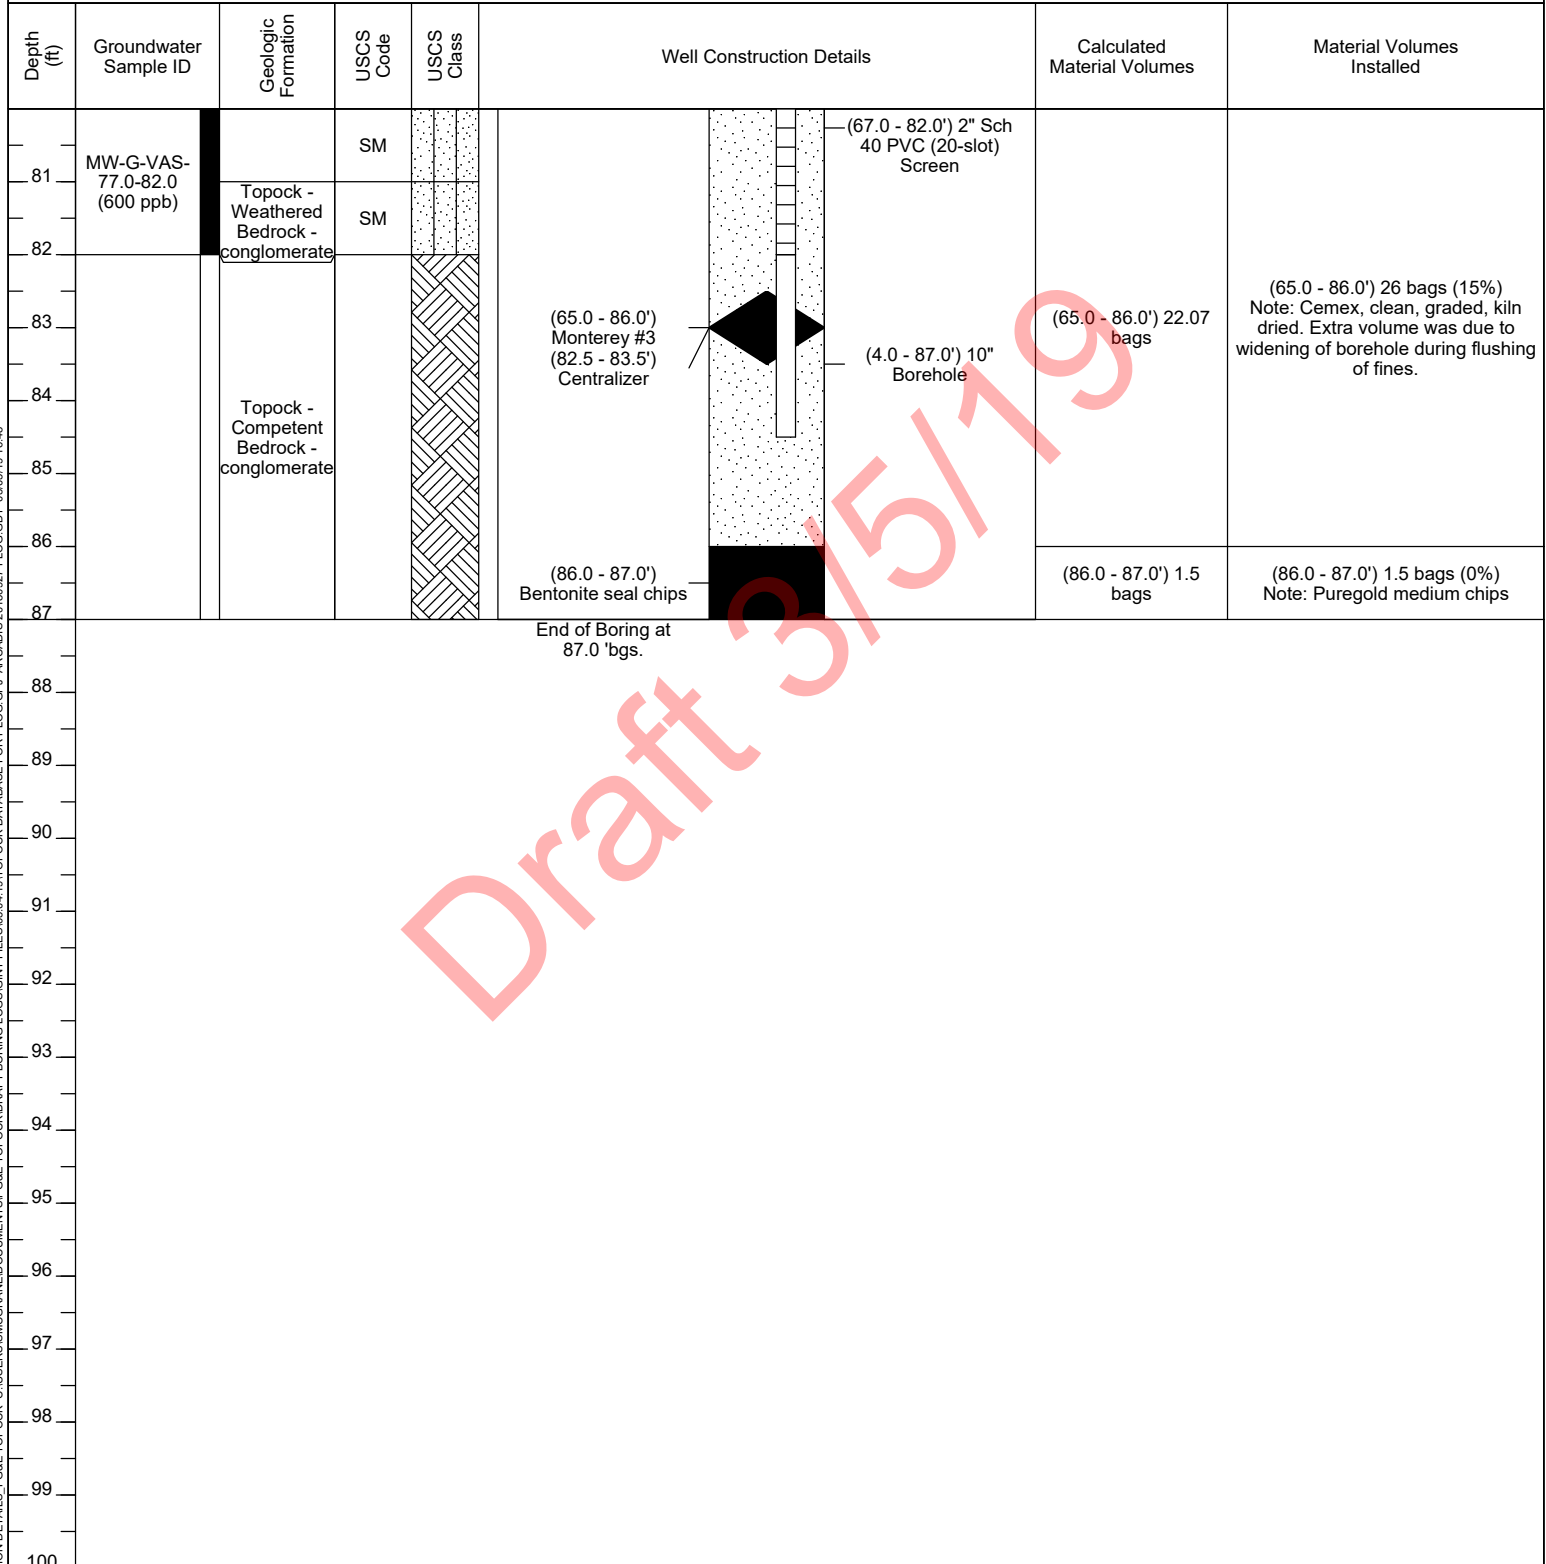 Depth (ft)
Groundwater
Sample ID
Geologic
Formation
USCS
Code
USCS
Class
Well Construction Details
Calculated
Material Volumes
Material Volumes
Installed
81
82
83
84
85
86
87
88
89
90
91
92
93
94
95
96
97
98
99
100
MW-G-VAS-
77.0-82.0
(600 ppb)
Topock -
Weathered
Bedrock -
conglomerate
Topock -
Competent
Bedrock -
conglomerate
SM
SM
(67.0 - 82.0') 2" Sch
40 PVC (20-slot)
Screen
(65.0 - 86.0')
Monterey #3
(82.5 - 83.5')
Centralizer
(4.0 - 87.0') 10"
Borehole
(86.0 - 87.0')
Bentonite seal chips
End of Boring at
87.0 'bgs.
(65.0 - 86.0') 22.07
bags
(86.0 - 87.0') 1.5
bags
(65.0 - 86.0') 26 bags (15%)
Note: Cemex, clean, graded, kiln
dried. Extra volume was due to
widening of borehole during flushing
of fines.
(86.0 - 87.0') 1.5 bags (0%)
Note: Puregold medium chips
Draft 3/5/19